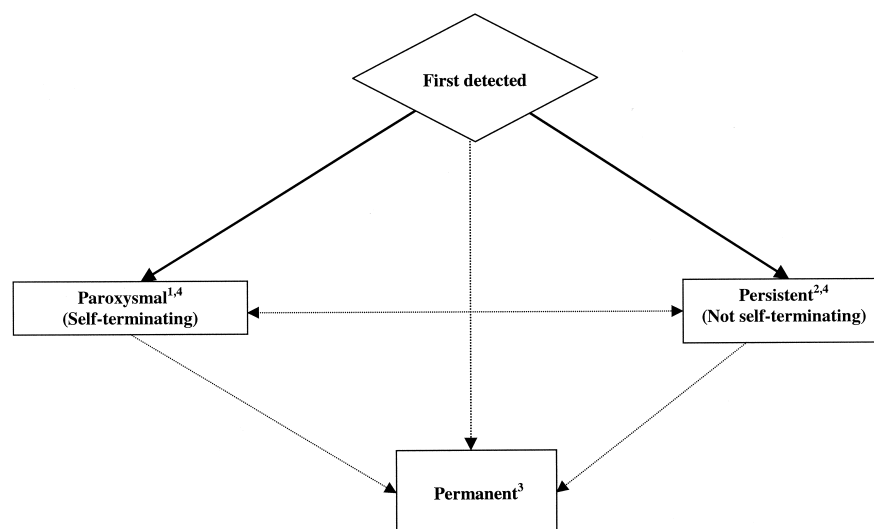 First detected
Paroxysmal1,4
(Self-terminating)
Persistent2,4
(Not self-terminating)
Permanent3